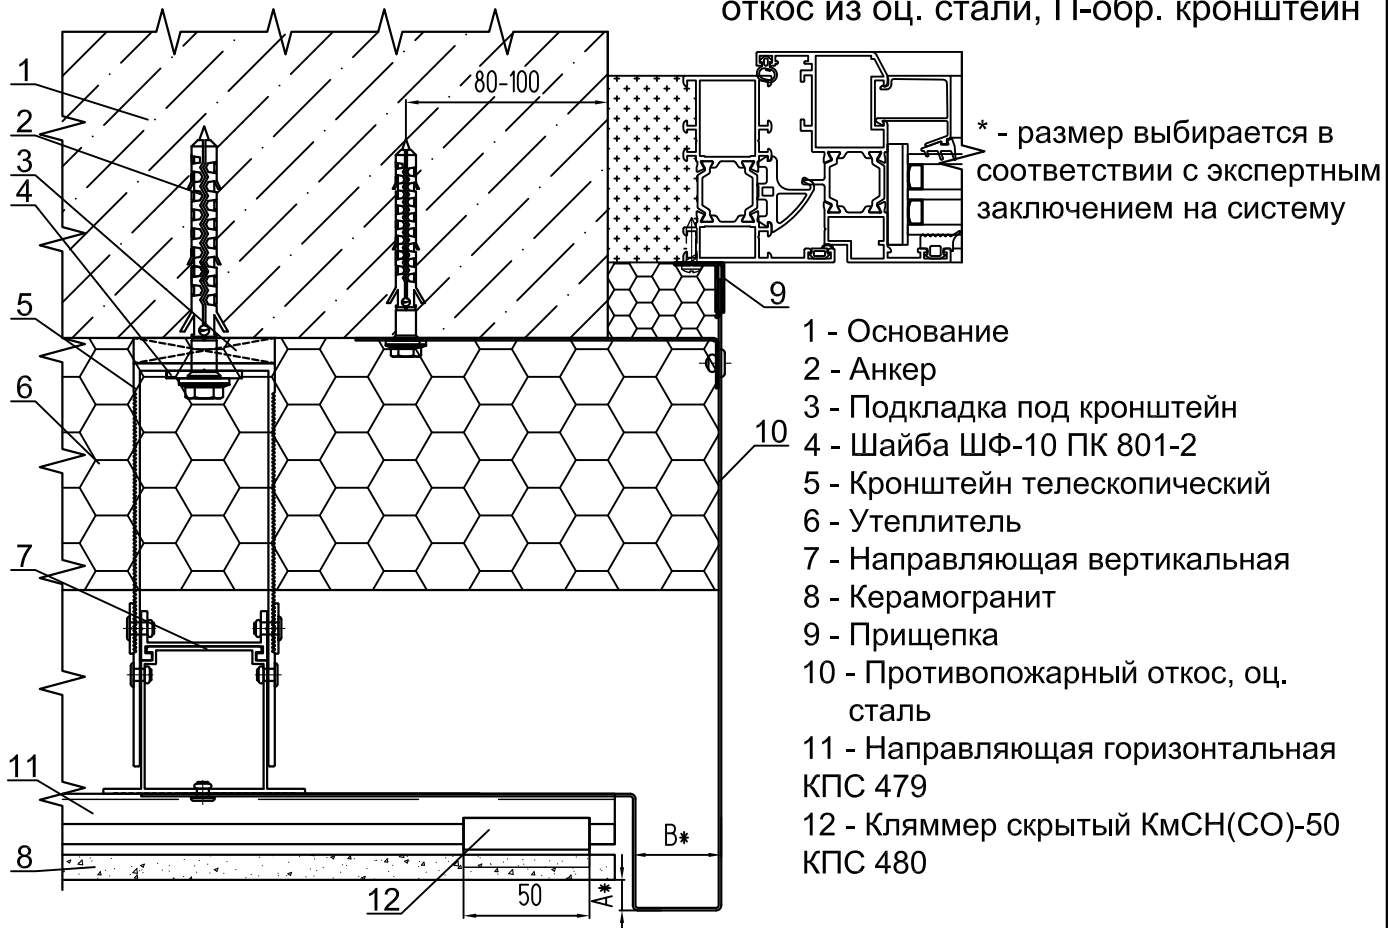 откос из оц. стали, П-обр. кронштейн
1
2
3
4
5
6
7
11
8
80-100
* - размер выбирается в
соответствии с экспертным
заключением на систему
9
10
1 - Основание
2 - Анкер
3 - Подкладка под кронштейн
4 - Шайба ШФ-10 ПК 801-2
5 - Кронштейн телескопический
6 - Утеплитель
7 - Направляющая вертикальная
8 - Керамогранит
9 - Прищепка
10 - Противопожарный откос, оц.
сталь
11 - Направляющая горизонтальная
КПС 479
12 - Кляммер скрытый КмСН(СО)-50
КПС 480
12
50
А*
В*